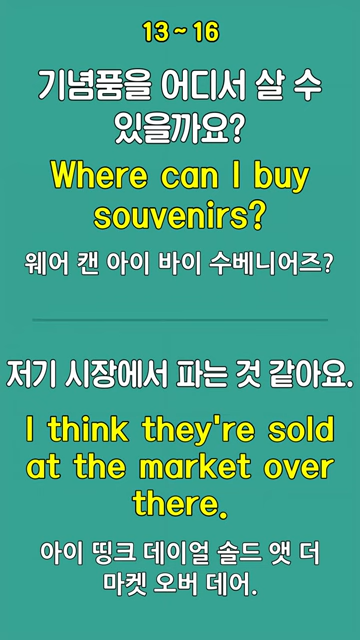 13 ~ 16
기념품을 어디서 살 수
있을까요?
Where can I buy
souvenirs?
웨어 캔 아이 바이 수베니어즈?
저기 시장에서 파는 것 같아요.
I think they're sold
at the market over
there.
아이 띵크 데이얼 솔드 앳 더
마켓 오버 데어.